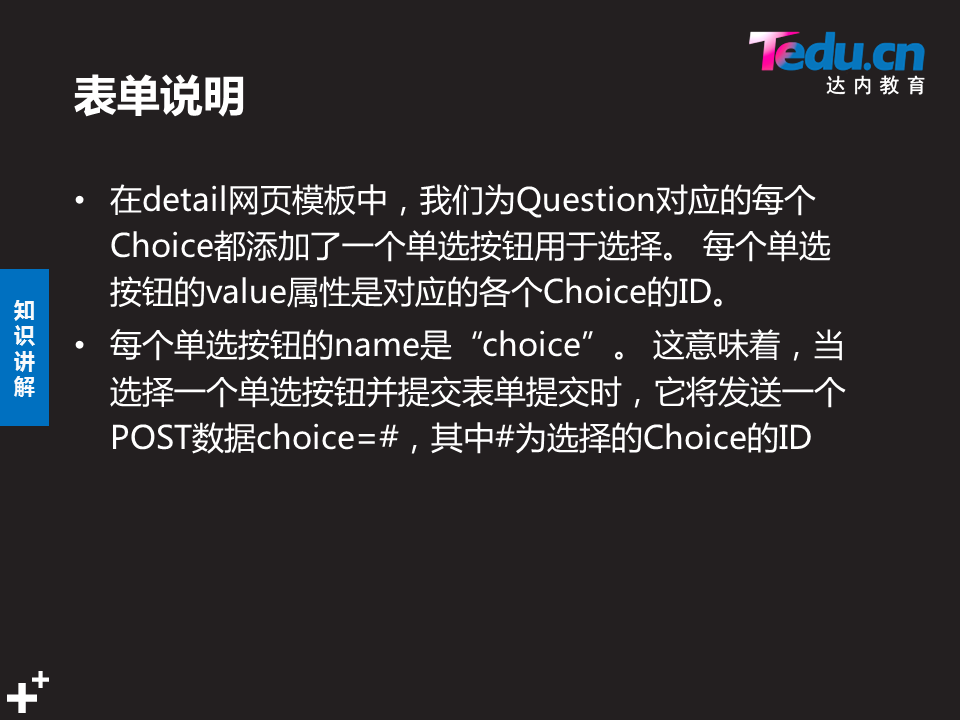 Tedu.cn
达内教育
表单说明
• 在detail网页模板中，我们为Question对应的每个
Choice都添加了一个单选按钮用于选择。 每个单选
按钮的value属性是对应的各个Choice的ID。
• 每个单选按钮的name是“choice”。 这意味着，当
选择一个单选按钮并提交表单提交时，它将发送一个
POST数据choice=#，其中#为选择的Choice的ID
知
识
讲
解